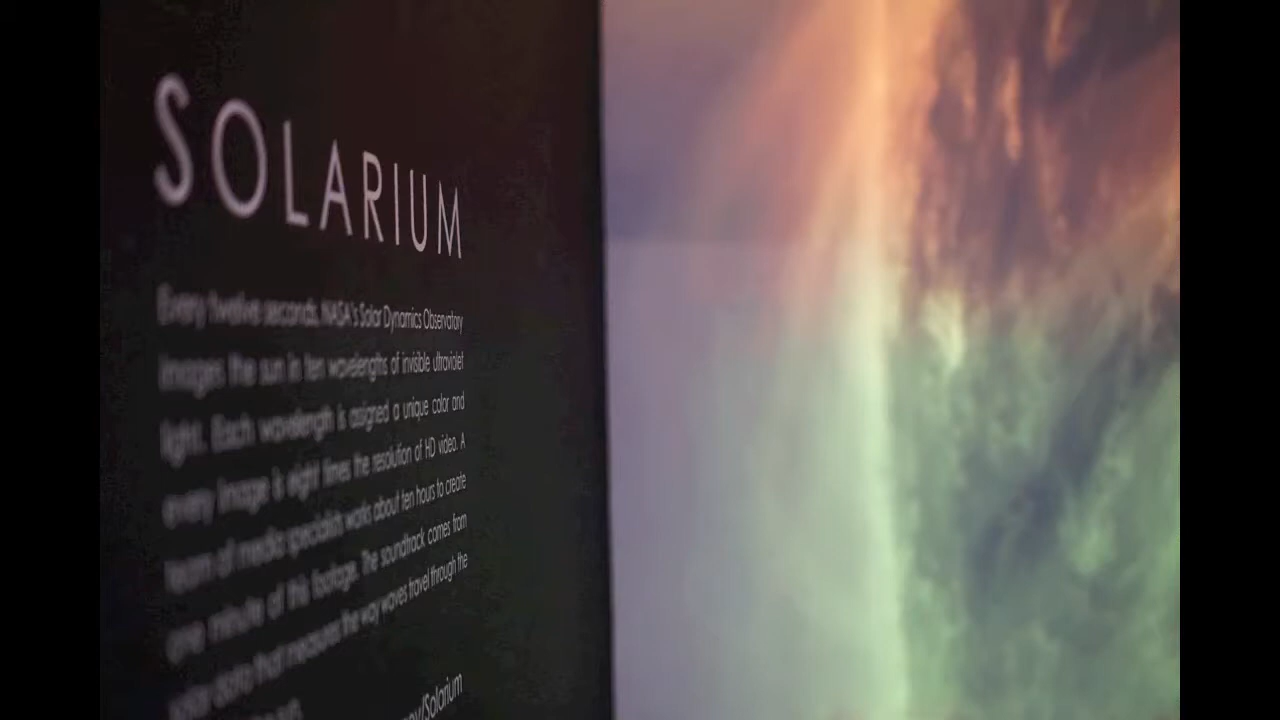 SOLARIUM
Every twelve seconds, NASA's Solar Dynamics Observatory
images the sun in ten wavelengths of invisible ultraviolet
light. Each wavelength is assigned a unique color and
every image is eight times the resolution of HD video. A
team of media specialists works about ten hours to create
one minute of this footage. The soundtrack comes from
solar data that measures the way waves travel through the
/Solarium